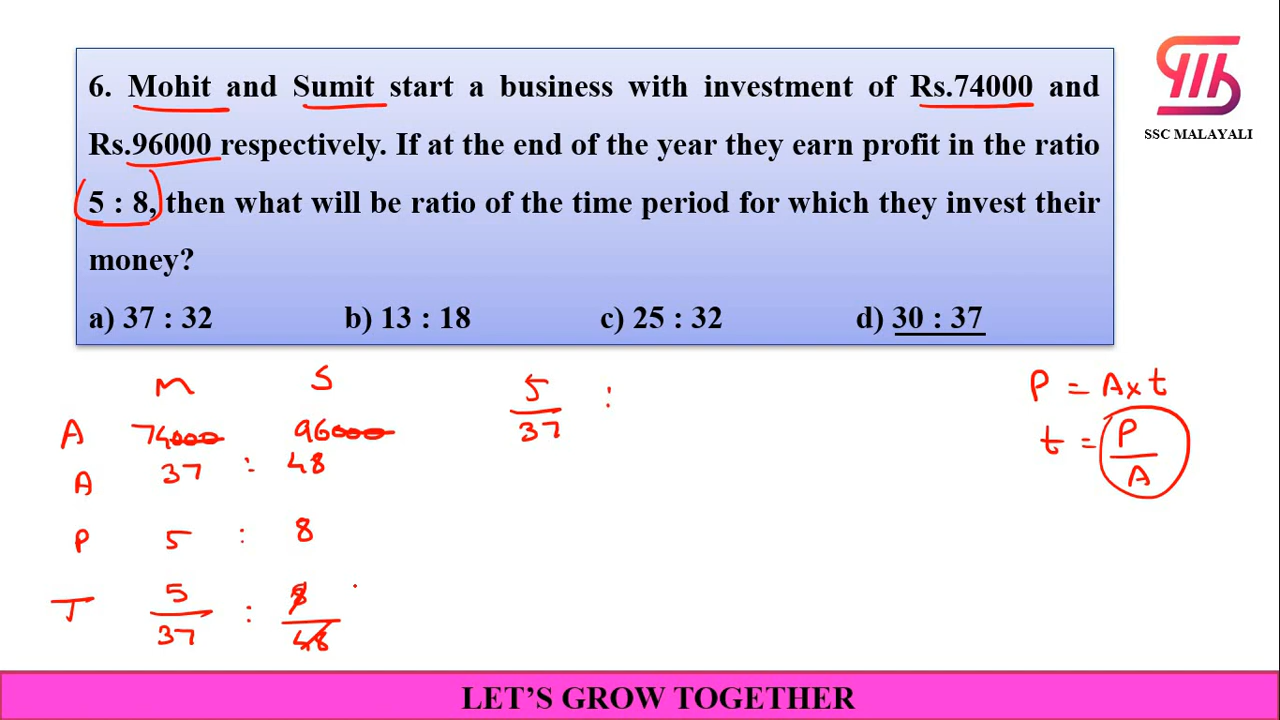 6. Mohit and Sumit start a business with investment of Rs.74000 and
Rs.96000 respectively. If at the end of the year they earn profit in the ratio
5 : 8, then what will be ratio of the time period for which they invest their
money?
a) 37 : 32 b) 13 : 18 c) 25 : 32 d) 30 : 37
SSC MALAYALI
M S
A 74000 96000
A 37 : 48
P 5 : 8
T 5/37 : 8/48
5/37 :
P = A x t
t = P/A
LET'S GROW TOGETHER